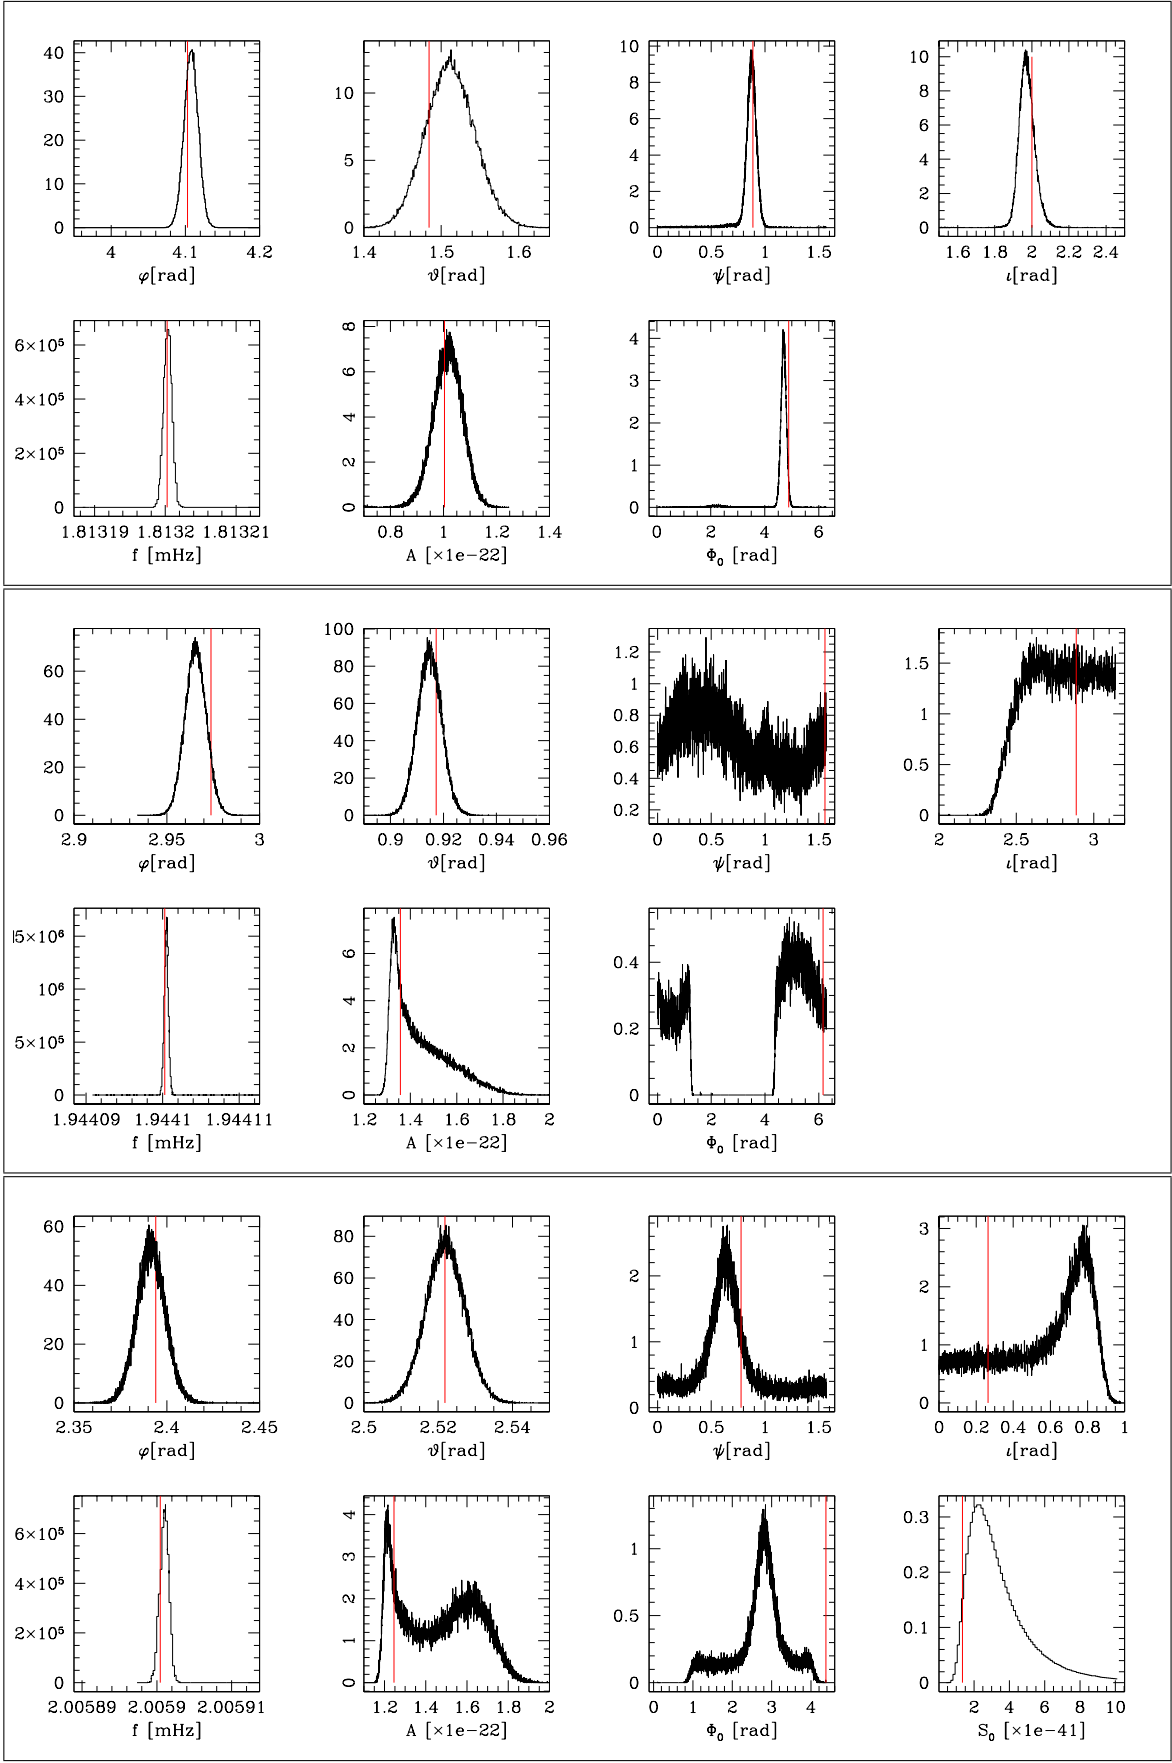 40 30 20 10 0
4 4.1 4.2
φ[rad]
10 5 0
1.4 1.5 1.6
ϑ[rad]
10 8 6 4 2 0
0 0.5 1 1.5
ψ[rad]
10 8 6 4 2 0
1.6 1.8 2 2.2 2.4
ι[rad]
6×10⁵ 4×10⁵ 2×10⁵ 0
1.81319 1.8132 1.81321
f [mHz]
8 6 4 2 0
0.8 1 1.2 1.4
A [×1e−22]
4 3 2 1 0
0 2 4 6
Φ₀ [rad]
60 40 20 0
2.9 2.95 3
φ[rad]
100 80 60 40 20 0
0.9 0.92 0.94 0.96
ϑ[rad]
1.2 1 0.8 0.6 0.4 0.2
0 0.5 1 1.5
ψ[rad]
1.5 1 0.5 0
2 2.5 3
ι[rad]
5×10⁶ 10⁶ 5×10⁵ 0
1.94409 1.9441 1.94411
f [mHz]
6 4 2 0
1.2 1.4 1.6 1.8 2
A [×1e−22]
0.4 0.2 0
0 2 4 6
Φ₀ [rad]
60 40 20 0
2.35 2.4 2.45
φ[rad]
80 60 40 20 0
2.5 2.52 2.54
ϑ[rad]
2 1 0
0 0.5 1 1.5
ψ[rad]
3 2 1 0
0 0.2 0.4 0.6 0.8 1
ι[rad]
6×10⁵ 4×10⁵ 2×10⁵ 0
2.00589 2.0059 2.00591
f [mHz]
4 3 2 1 0
1.2 1.4 1.6 1.8 2
A [×1e−22]
1 0.5 0
0 1 2 3 4
Φ₀ [rad]
0.3 0.2 0.1 0
2 4 6 8 10
S₀ [×1e−41]